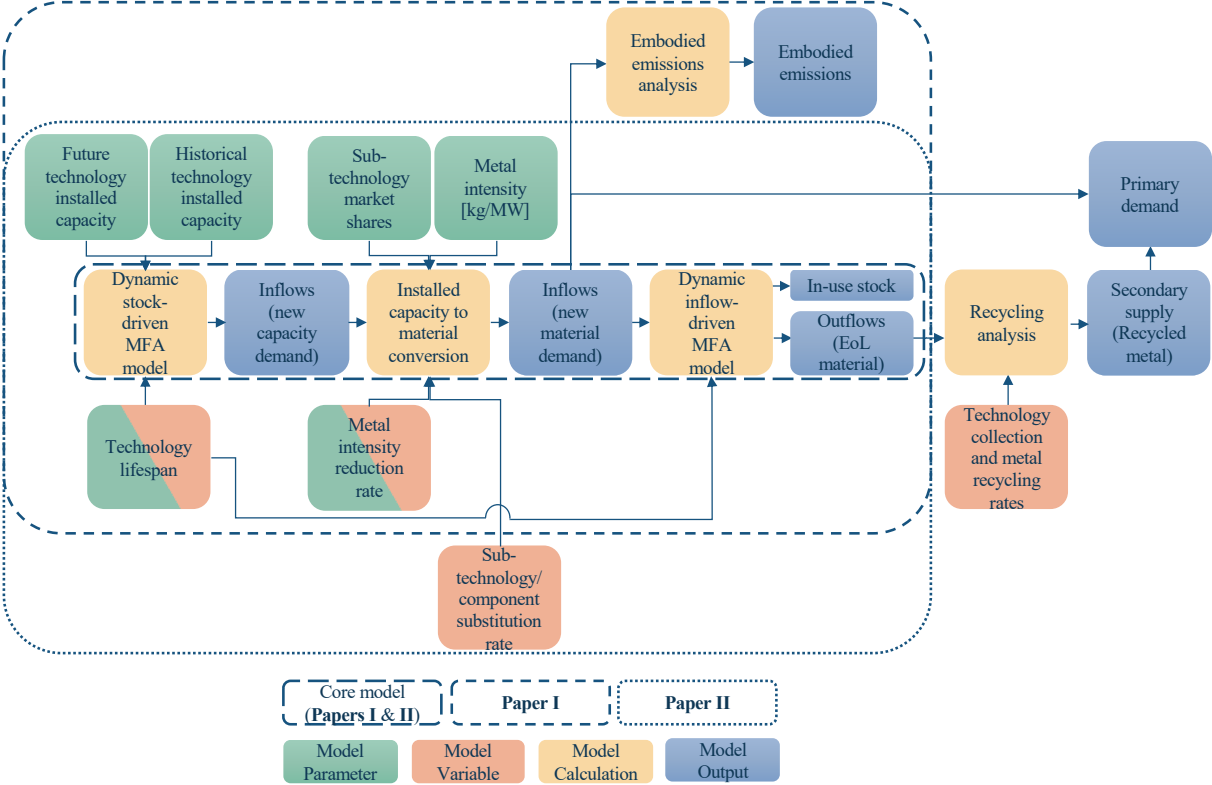 Embodied
emissions
analysis
Embodied
emissions
Future
technology
installed
capacity
Historical
technology
installed
capacity
Sub-
technology
market
shares
Metal
intensity
[kg/MW]
Primary
demand
Dynamic
stock-
driven
MFA
model
Inflows
(new
capacity
demand)
Installed
capacity to
material
conversion
Inflows
(new
material
demand)
Dynamic
inflow-
driven
MFA
model
In-use stock
Outflows
(EoL
material)
Recycling
analysis
Secondary
supply
(Recycled
metal)
Technology
lifespan
Metal
intensity
reduction
rate
Technology
collection
and metal
recycling
rates
Sub-
technology/
component
substitution
rate
Core model
(Papers I & II)
Paper I
Paper II
Model
Parameter
Model
Variable
Model
Calculation
Model
Output